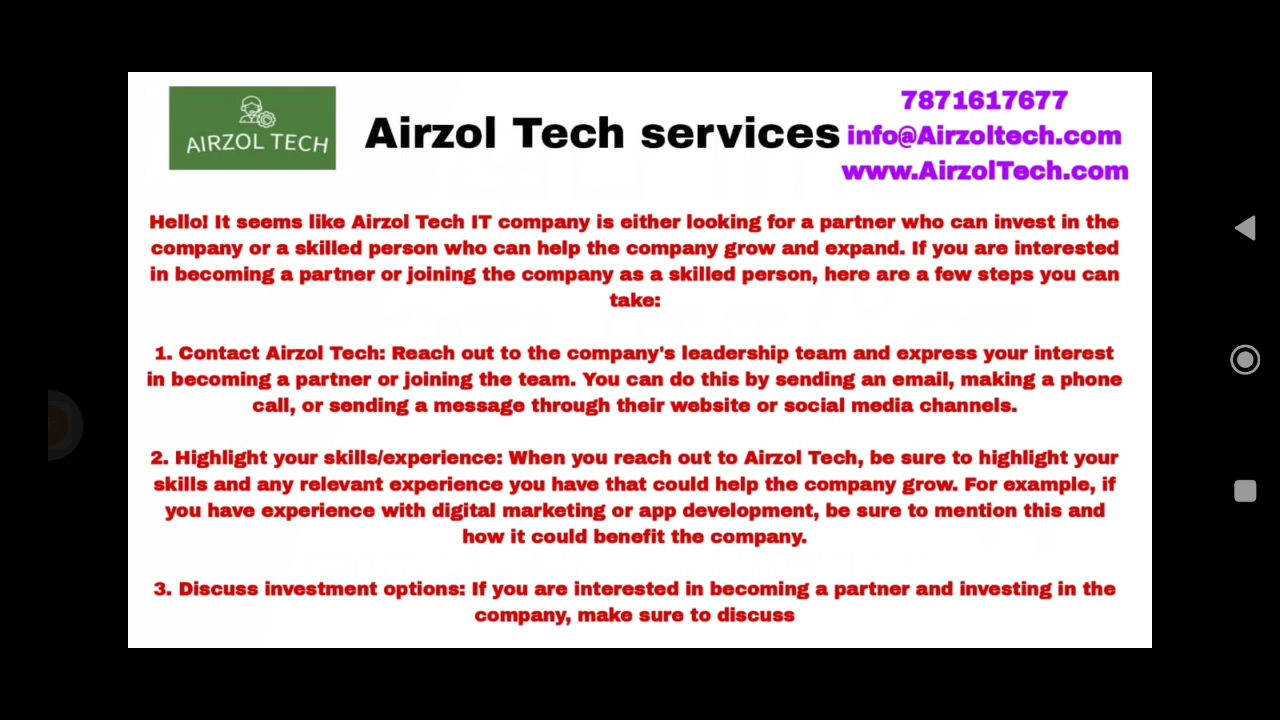 AIRZOL TECH
Airzol Tech services
7871617677
info@Airzoltech.com
www.AirzolTech.com
Hello! It seems like Airzol Tech IT company is either looking for a partner who can invest in the
company or a skilled person who can help the company grow and expand. If you are interested
in becoming a partner or joining the company as a skilled person, here are a few steps you can
take:
1. Contact Airzol Tech: Reach out to the company's leadership team and express your interest
in becoming a partner or joining the team. You can do this by sending an email, making a phone
call, or sending a message through their website or social media channels.
2. Highlight your skills/experience: When you reach out to Airzol Tech, be sure to highlight your
skills and any relevant experience you have that could help the company grow. For example, if
you have experience with digital marketing or app development, be sure to mention this and
how it could benefit the company.
3. Discuss investment options: If you are interested in becoming a partner and investing in the
company, make sure to discuss